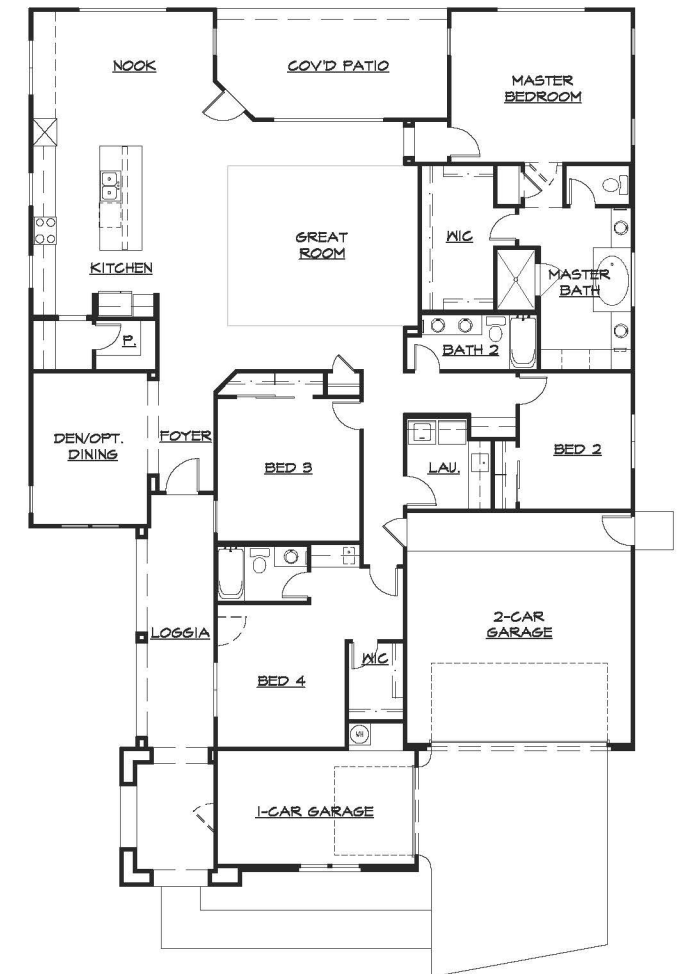 NOOK
COV'D PATIO
MASTER
BEDROOM
GREAT
ROOM
WIC
KITCHEN
MASTER
BATH
P.
BATH 2
DEN/OPT.
DINING
FOYER
BED 3
LAU.
BED 2
2-CAR
GARAGE
LOGGIA
BED 4
WIC
WH
1-CAR GARAGE